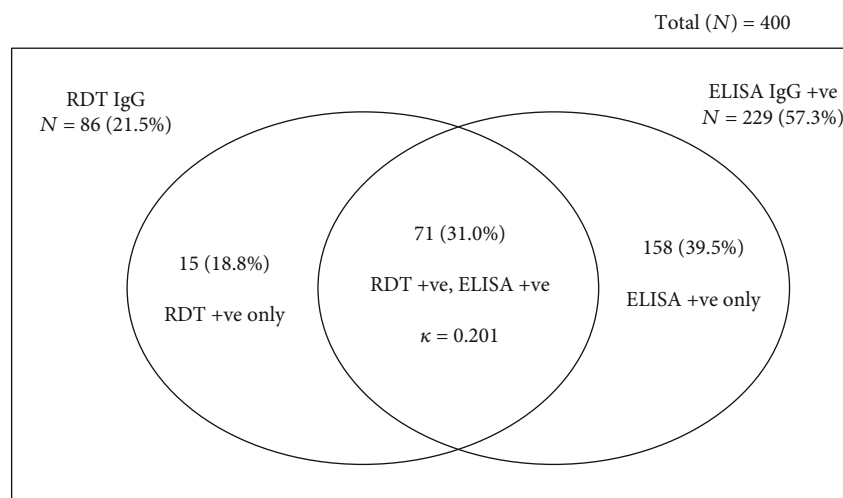 Total (N) = 400
RDT IgG
N = 86 (21.5%)
ELISA IgG +ve
N = 229 (57.3%)
15 (18.8%)
RDT +ve only
71 (31.0%)
RDT +ve, ELISA +ve
κ = 0.201
158 (39.5%)
ELISA +ve only